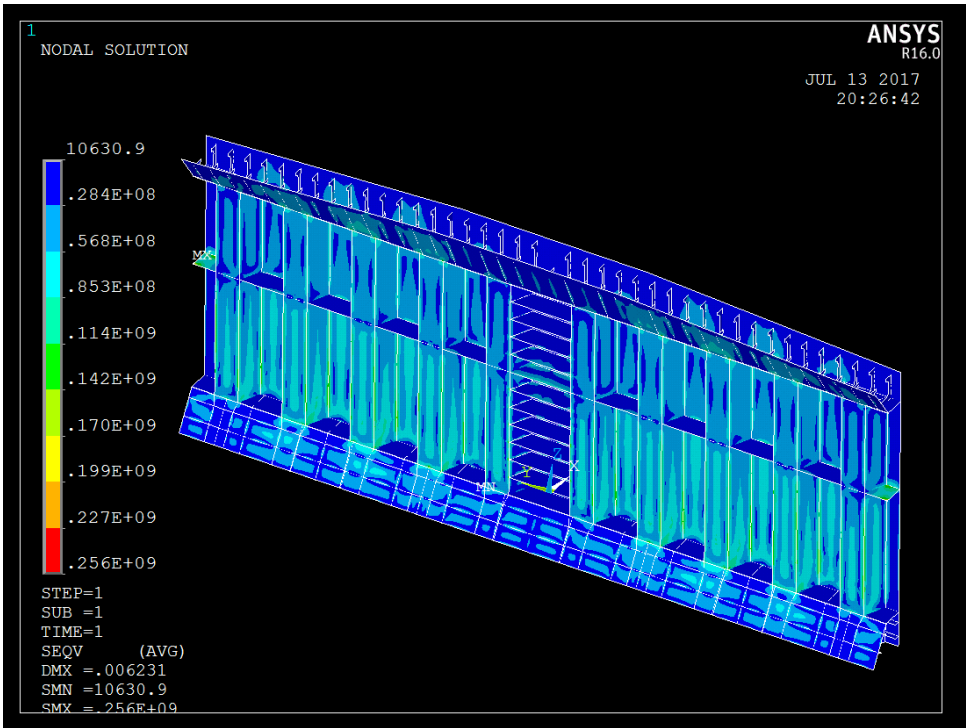 1
NODAL SOLUTION
ANSYS
R16.0
JUL 13 2017
20:26:42
10630.9
.284E+08
.568E+08
.853E+08
.114E+09
.142E+09
.170E+09
.199E+09
.227E+09
.256E+09
MX
MN
Z
Y
X
STEP=1
SUB =1
TIME=1
SEQV (AVG)
DMX =.006231
SMN =10630.9
SMX =.256E+09